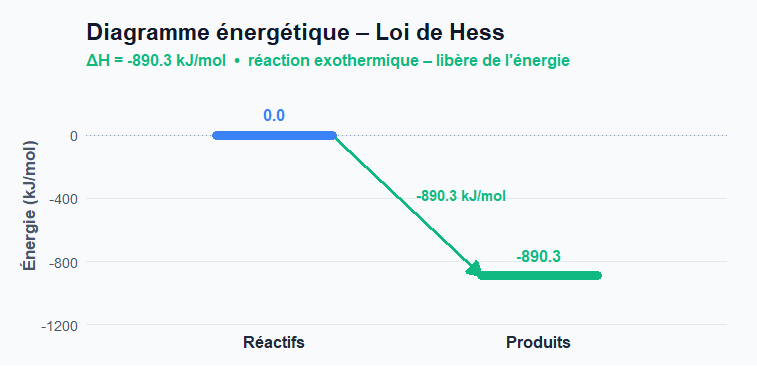 Diagramme énergétique – Loi de Hess
ΔH = -890.3 kJ/mol • réaction exothermique – libère de l'énergie
0.0
0
-890.3 kJ/mol
-400
Énergie (kJ/mol)
-890.3
-800
-1200
Réactifs
Produits